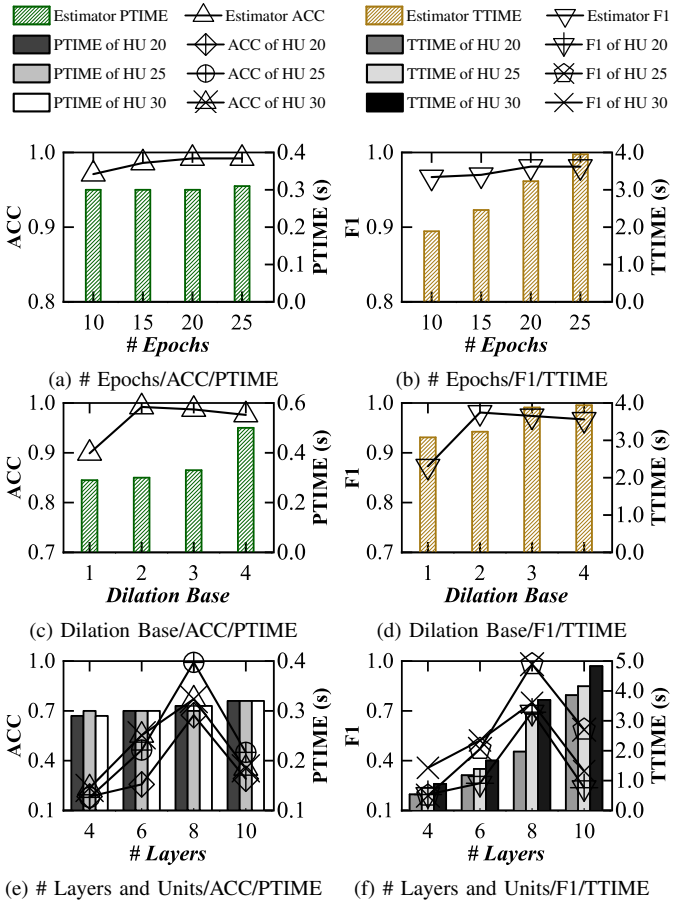 Estimator PTIME Estimator ACC Estimator TTIME Estimator F1
PTIME of HU 20 ACC of HU 20 TTIME of HU 20 F1 of HU 20
PTIME of HU 25 ACC of HU 25 TTIME of HU 25 F1 of HU 25
PTIME of HU 30 ACC of HU 30 TTIME of HU 30 F1 of HU 30
1.0 0.4
0.3
0.9 0.2
0.1
0.8 0.0
ACC
PTIME (s)
10 15 20 25
# Epochs
(a) # Epochs/ACC/PTIME
1.0 4.0
3.0
0.9 2.0
1.0
0.8 0.0
F1
TTIME (s)
10 15 20 25
# Epochs
(b) # Epochs/F1/TTIME
1.0 0.6
0.9 0.4
0.8 0.2
0.7 0.0
ACC
PTIME (s)
1 2 3 4
Dilation Base
(c) Dilation Base/ACC/PTIME
1.0 4.0
0.9 3.0
2.0
0.8 1.0
0.7 0.0
F1
TTIME (s)
1 2 3 4
Dilation Base
(d) Dilation Base/F1/TTIME
1.0 0.4
0.7 0.3
0.4 0.2
0.1 0.1
ACC
PTIME (s)
4 6 8 10
# Layers
(e) # Layers and Units/ACC/PTIME
1.0 5.0
4.0
0.7 3.0
0.4 2.0
1.0
0.1 0.0
F1
TTIME (s)
4 6 8 10
# Layers
(f) # Layers and Units/F1/TTIME